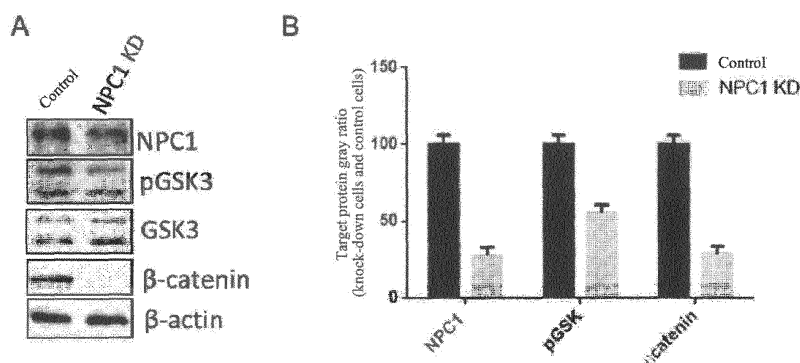 A
Control
NPC1 KD
NPC1
pGSK3
GSK3
β-catenin
β-actin
B
Target protein gray ratio
(knock-down cells and control cells)
150
100
50
0
Control
NPC1 KD
NPC1
pGSK
catenin